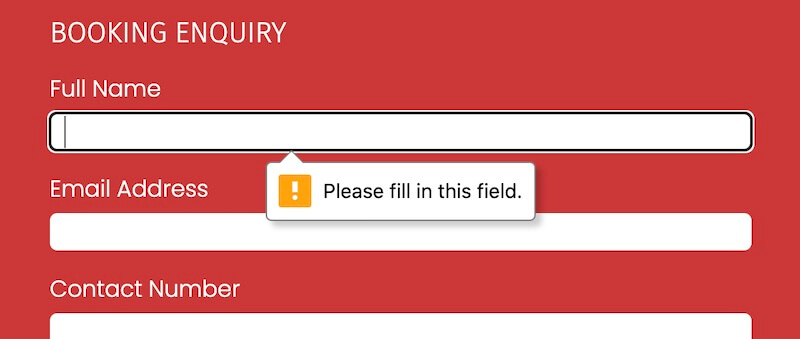 BOOKING ENQUIRY
Full Name
Please fill in this field.
Email Address
Contact Number